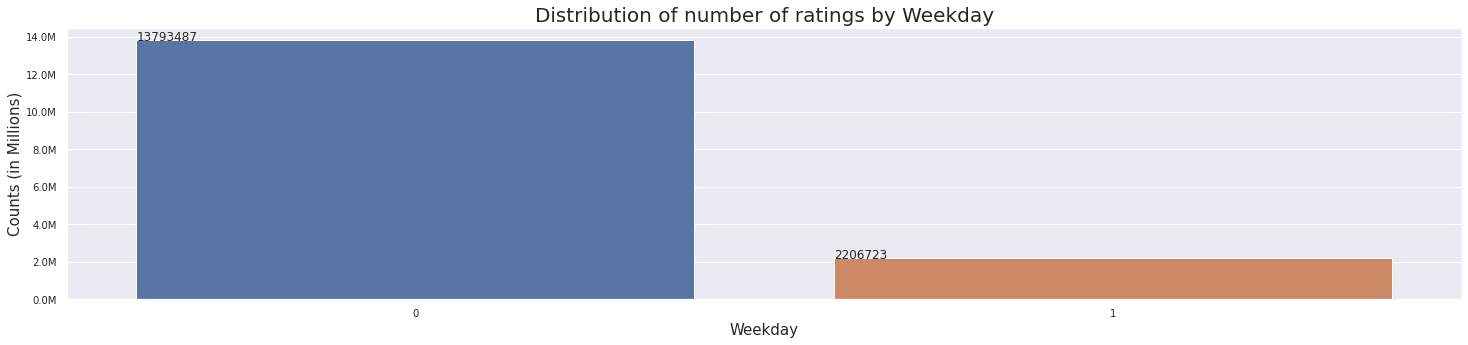 Distribution of number of ratings by Weekday
14.0M
12.0M
10.0M
8.0M
6.0M
4.0M
2.0M
0.0M
Counts (in Millions)
13793487
2206723
0
1
Weekday